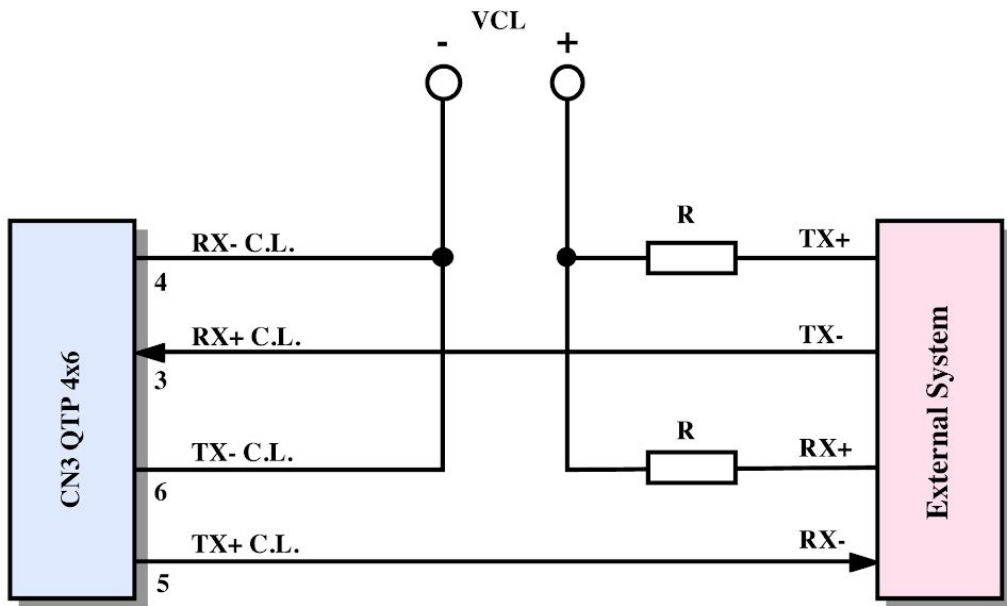 VCL
- +
R
RX- C.L.
TX+
4
RX+ C.L.
TX-
3
R
TX- C.L.
RX+
6
TX+ C.L.
RX-
5
CN3 QTP 4x6
External System